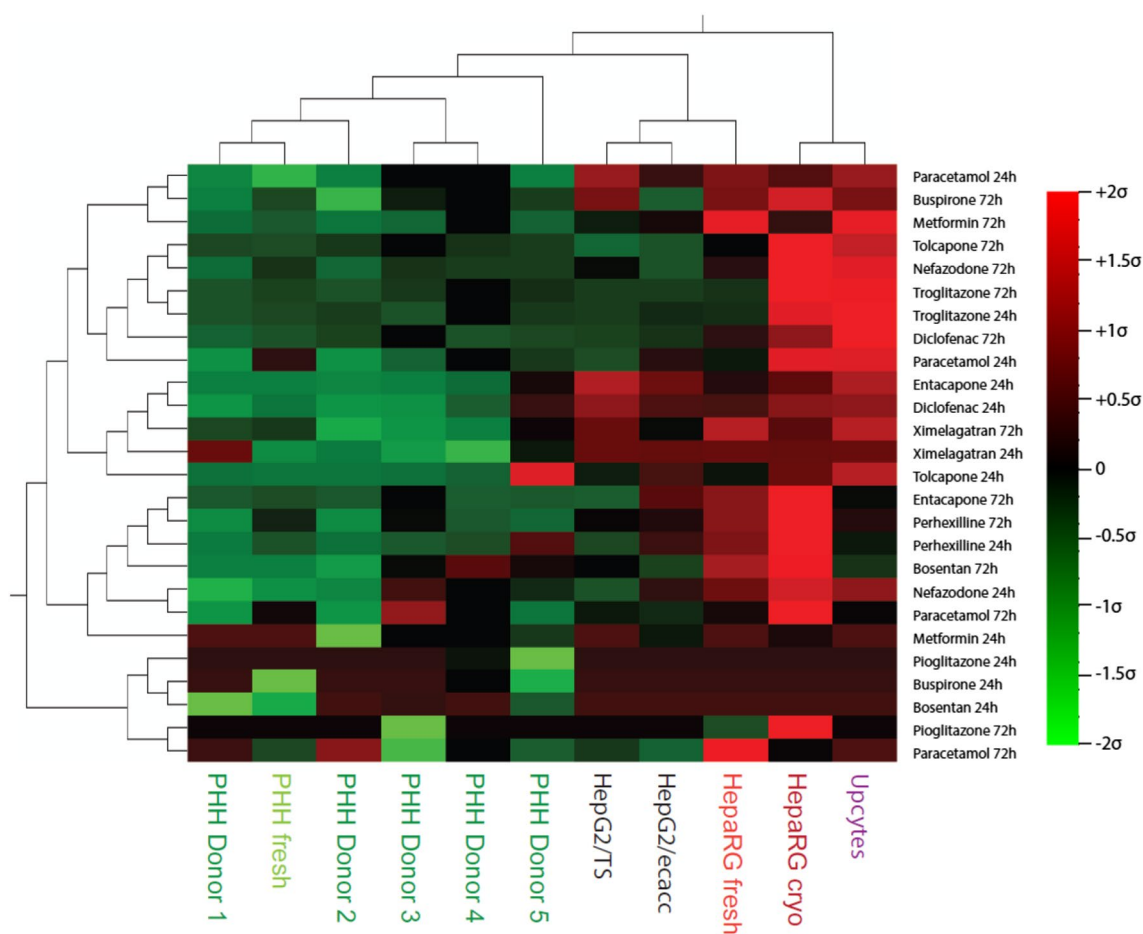 Paracetamol 24h
Buspirone 72h
Metformin 72h
Tolcapone 72h
Nefazodone 72h
Troglitazone 72h
Troglitazone 24h
Diclofenac 72h
Paracetamol 24h
Entacapone 24h
Diclofenac 24h
Ximelagatran 72h
Ximelagatran 24h
Tolcapone 24h
Entacapone 72h
Perhexilline 72h
Perhexilline 24h
Bosentan 72h
Nefazodone 24h
Paracetamol 72h
Metformin 24h
Pioglitazone 24h
Buspirone 24h
Bosentan 24h
Pioglitazone 72h
Paracetamol 72h
+2σ
+1.5σ
+1σ
+0.5σ
0
-0.5σ
-1σ
-1.5σ
-2σ
PHH Donor 1
PHH fresh
PHH Donor 2
PHH Donor 3
PHH Donor 4
PHH Donor 5
HepG2/TS
HepG2/ecacc
HepaRG fresh
HepaRG cryo
Upcytes